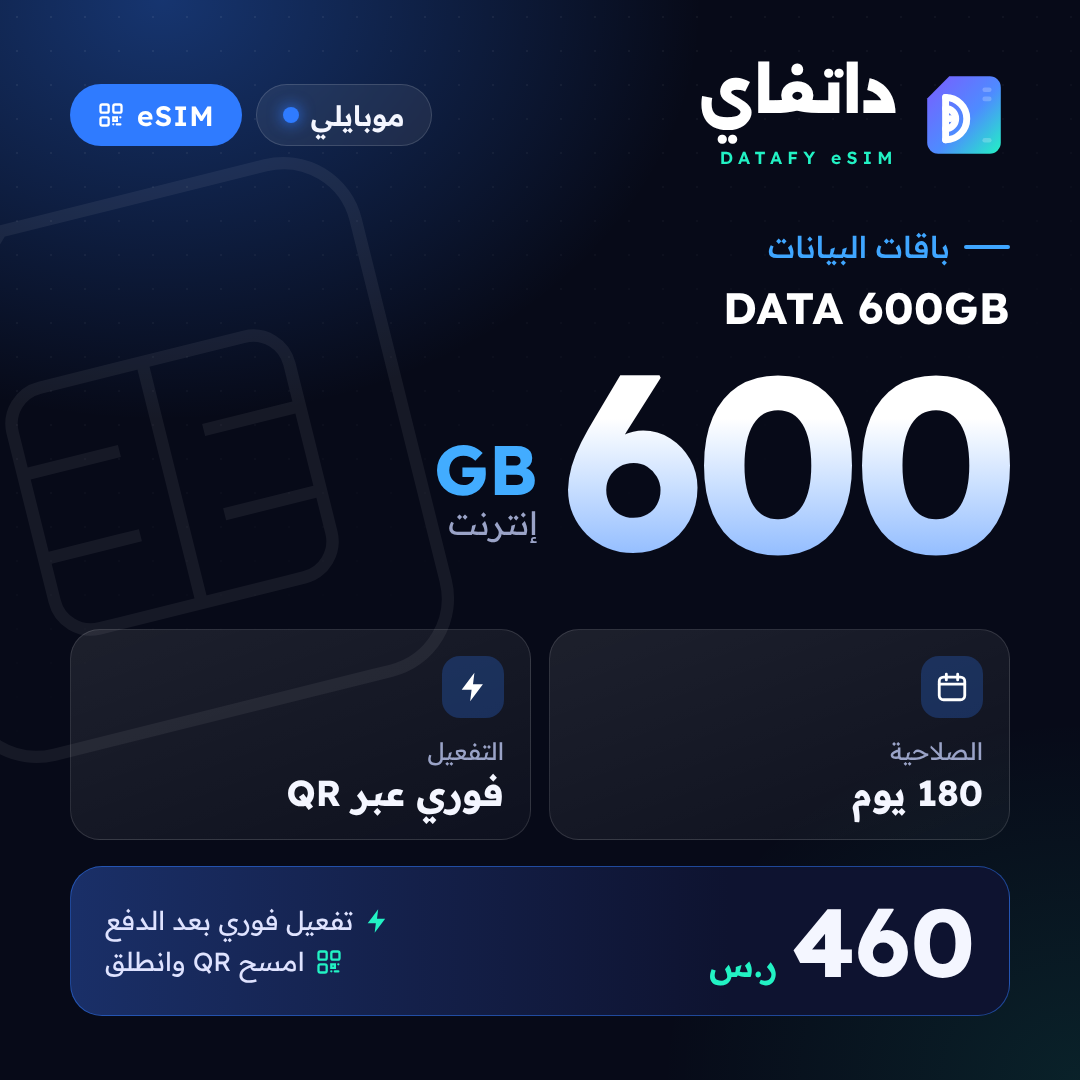 داتفاي
DATAFY eSIM
موبايلي
eSIM
باقات البيانات
DATA 600GB
600 GB
إنترنت
الصلاحية
180 يوم
التفعيل
فوري عبر QR
460 ر.س
تفعيل فوري بعد الدفع
امسح QR وانطلق